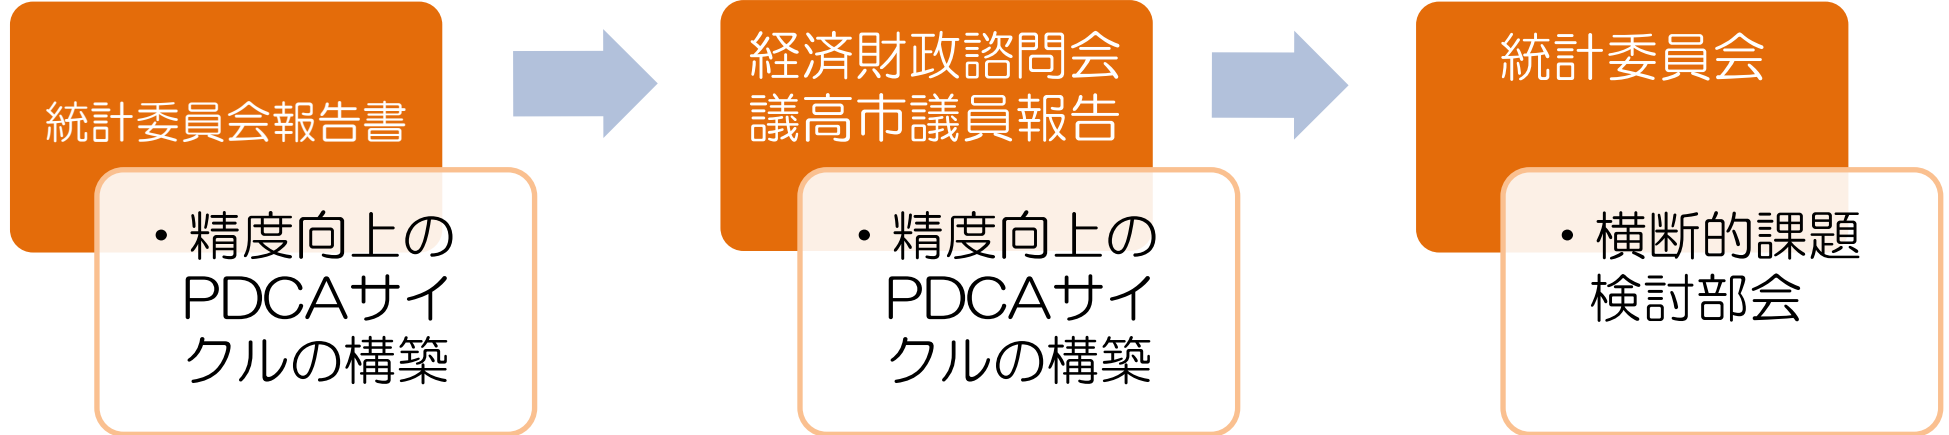 統計委員会報告書
・精度向上の
PDCAサイ
クルの構築
経済財政諮問会
議高市議員報告
・精度向上の
PDCAサイ
クルの構築
統計委員会
・横断的課題
検討部会